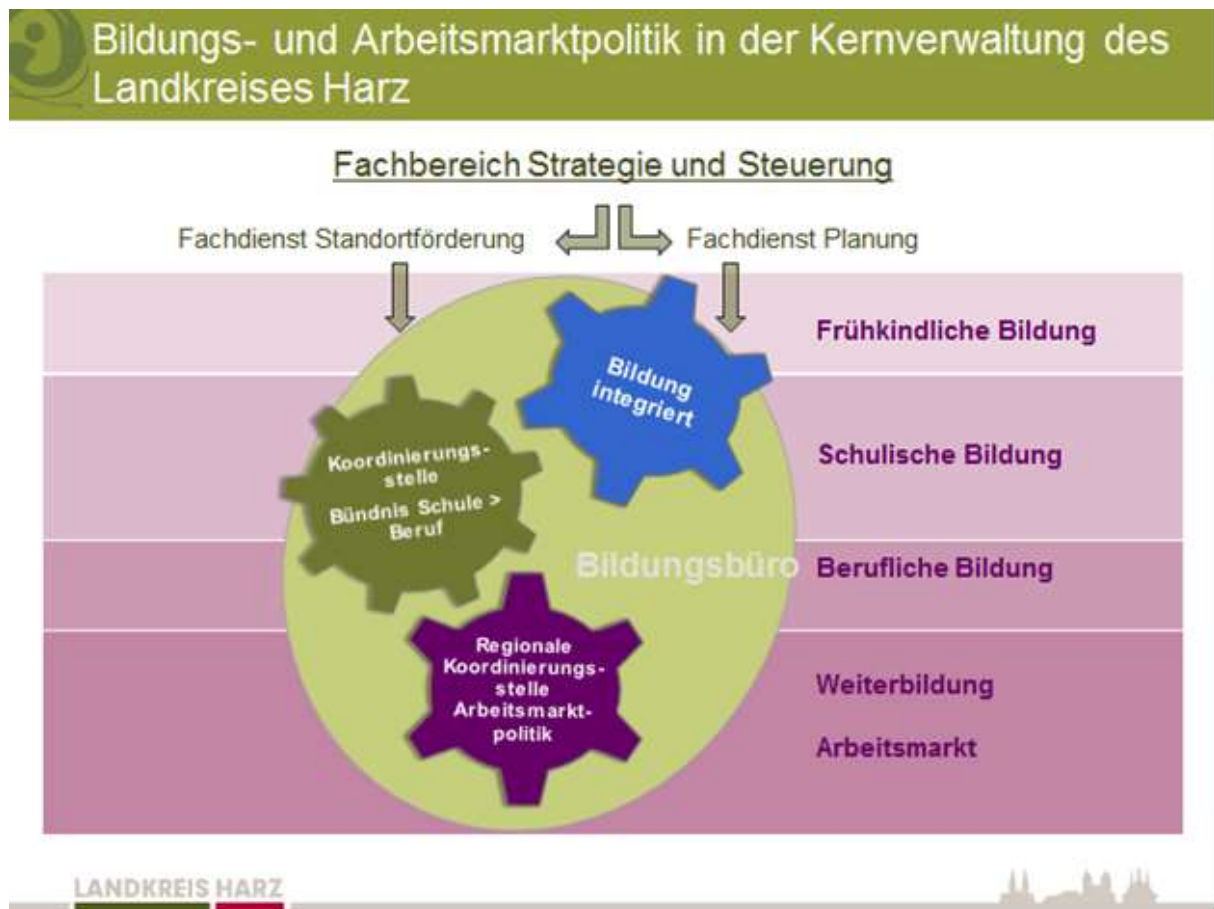 Bildungs- und Arbeitsmarktpolitik in der Kernverwaltung des
Landkreises Harz
Fachbereich Strategie und Steuerung
Fachdienst Standortförderung
Fachdienst Planung
Frühkindliche Bildung
Bildung
integriert
Schulische Bildung
Koordinierungs-
stelle
Bündnis Schule >
Beruf
Bildungsbüro
Berufliche Bildung
Regionale
Koordinierungs-
stelle
Arbeitsmarkt-
politik
Weiterbildung
Arbeitsmarkt
LANDKREIS HARZ